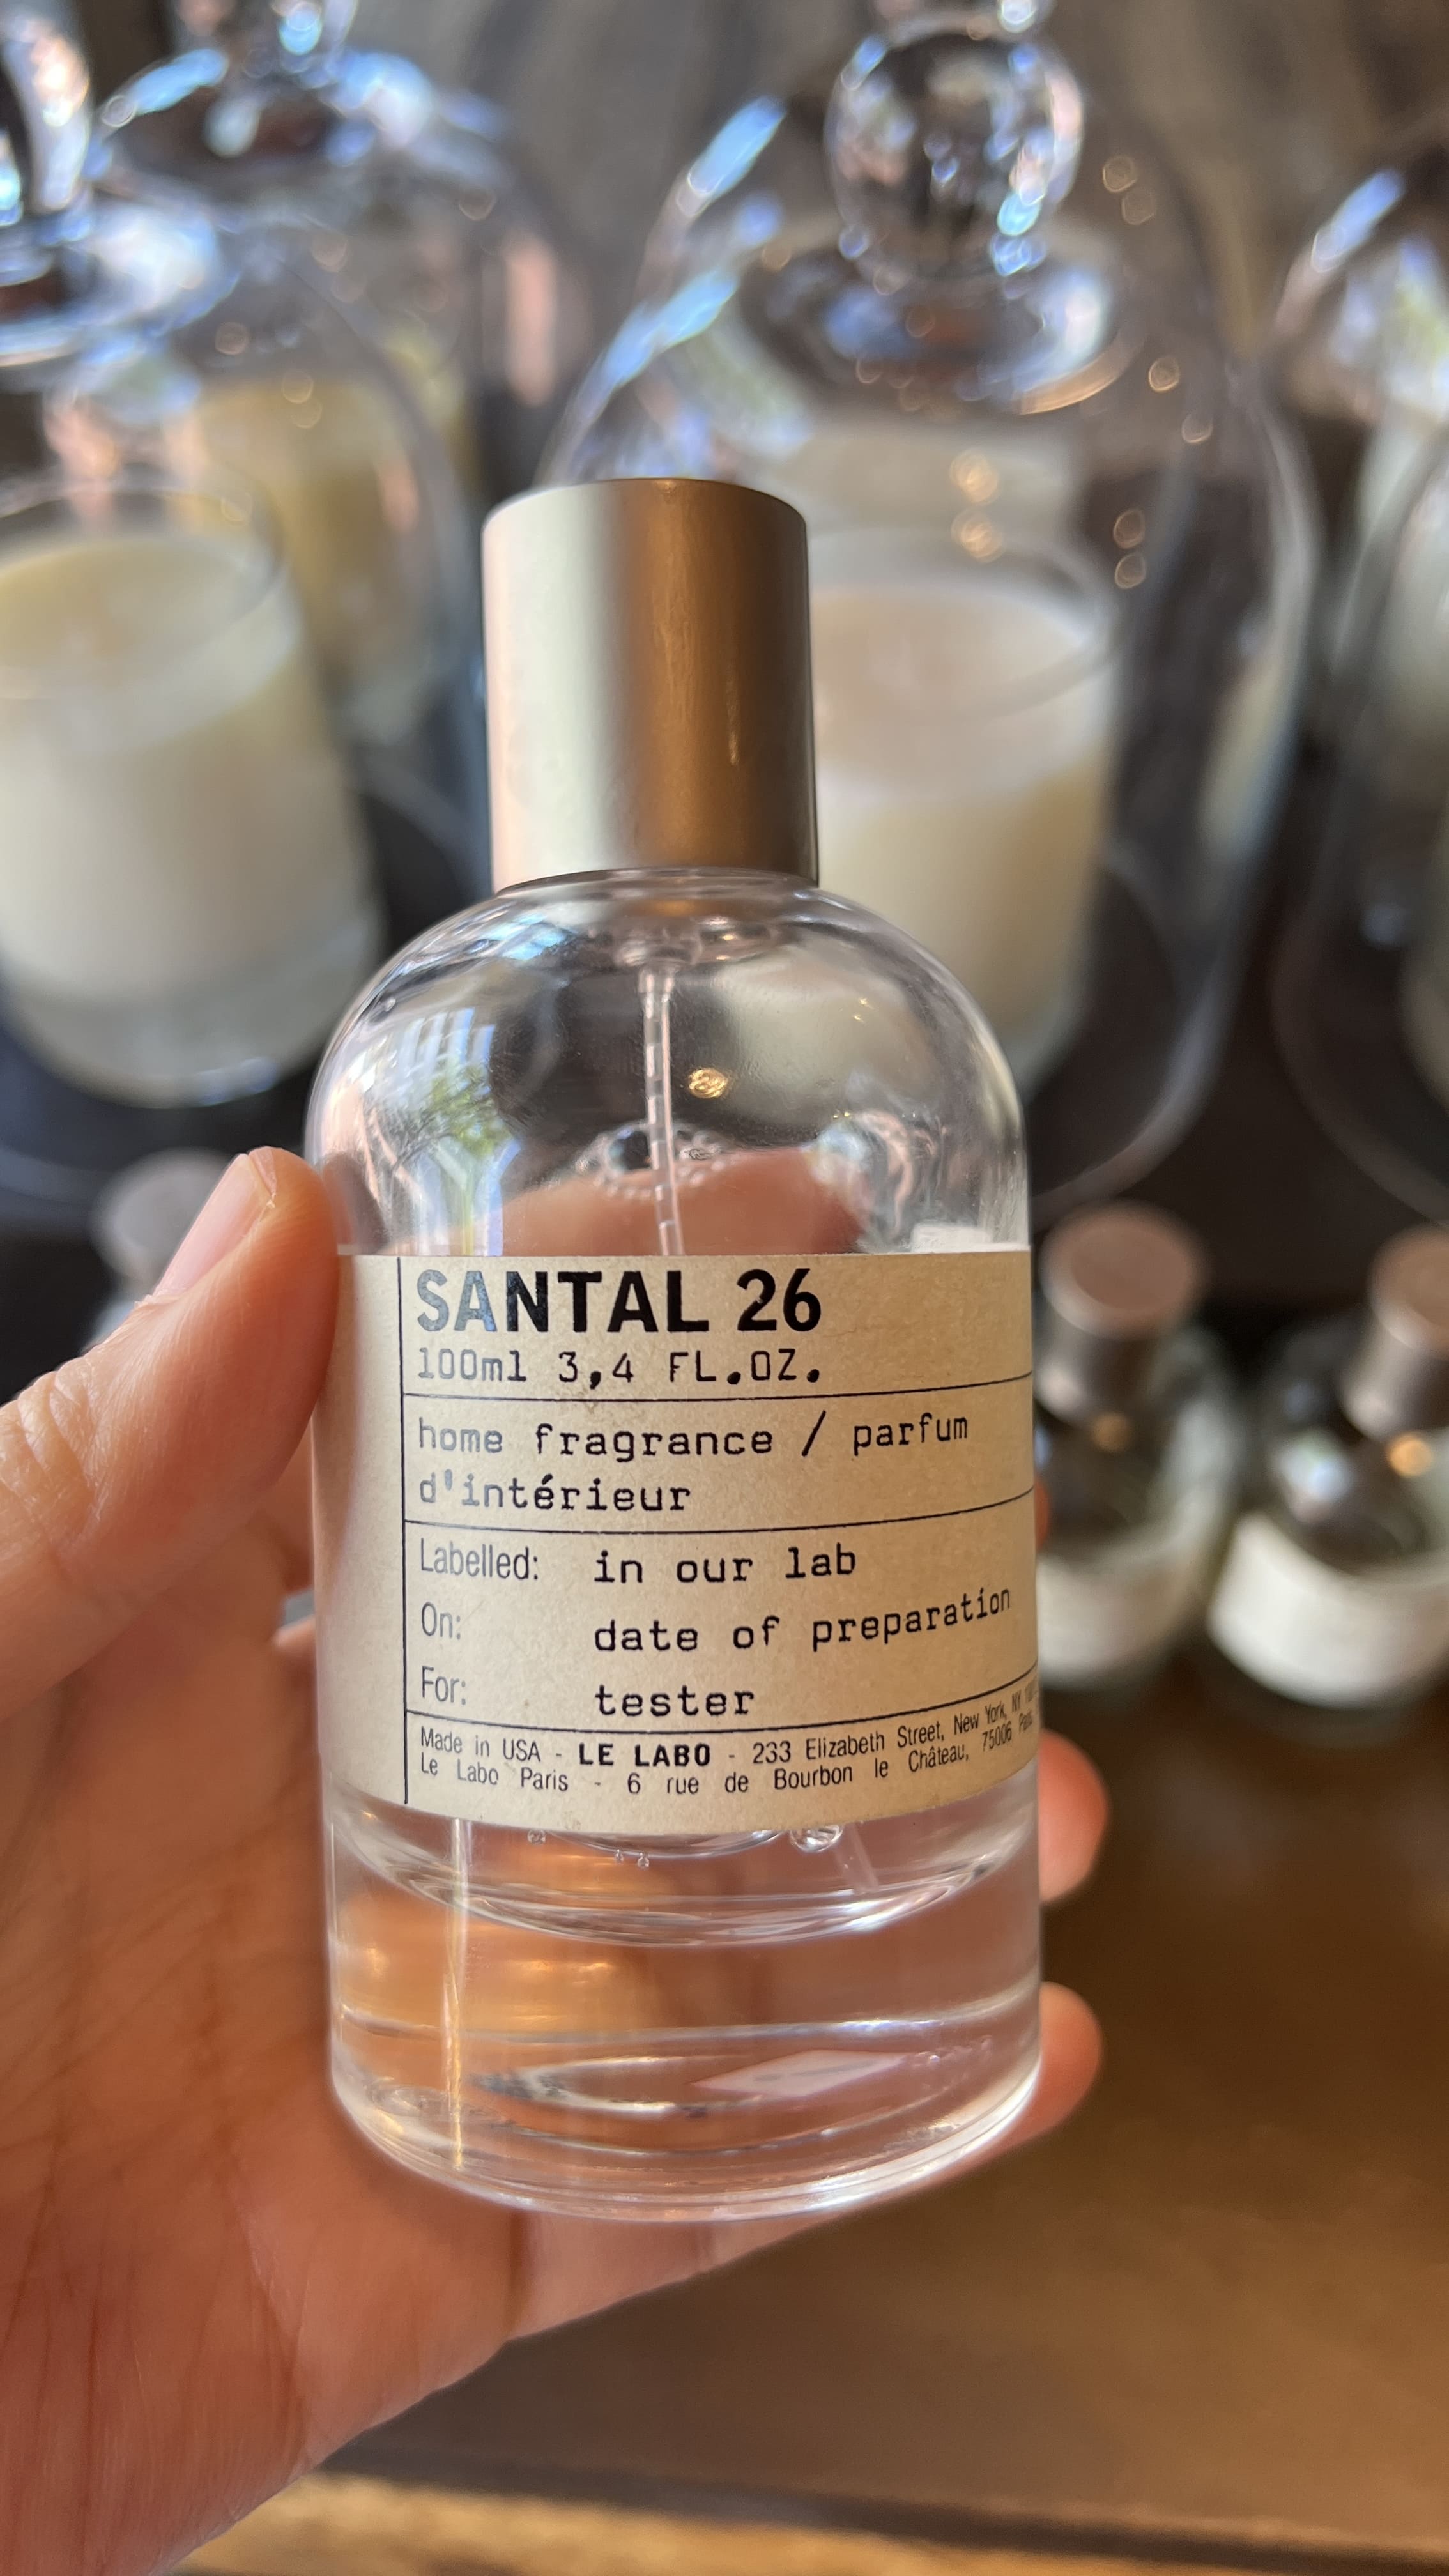 SANTAL 26
100ml 3,4 FL.OZ.
home fragrance / parfum
d'intérieur
Labelled: in our lab
On: date of preparation
For: tester
Made in USA - LE LABO - 233 Elizabeth Street, New York, NY
Le Labo Paris - 6 rue de Bourbon le Château, 75006 Paris